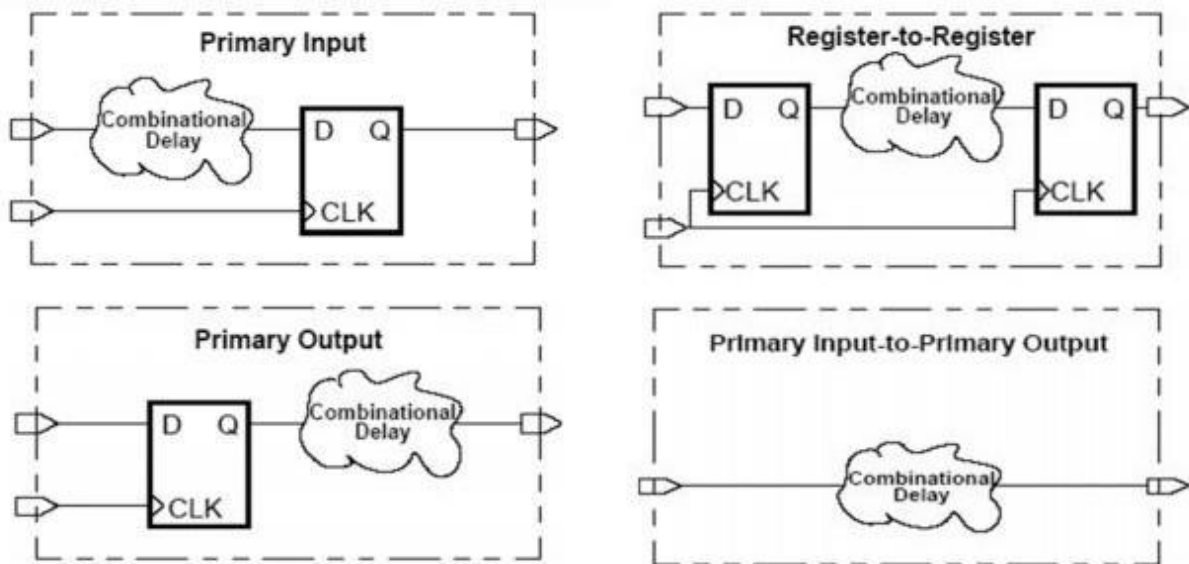 Primary Input
Combinational
Delay
D Q
CLK
Register-to-Register
D Q
Combinational
Delay
D Q
CLK
CLK
Primary Output
D Q
Combinational
Delay
CLK
Primary Input-to-Primary Output
Combinational
Delay